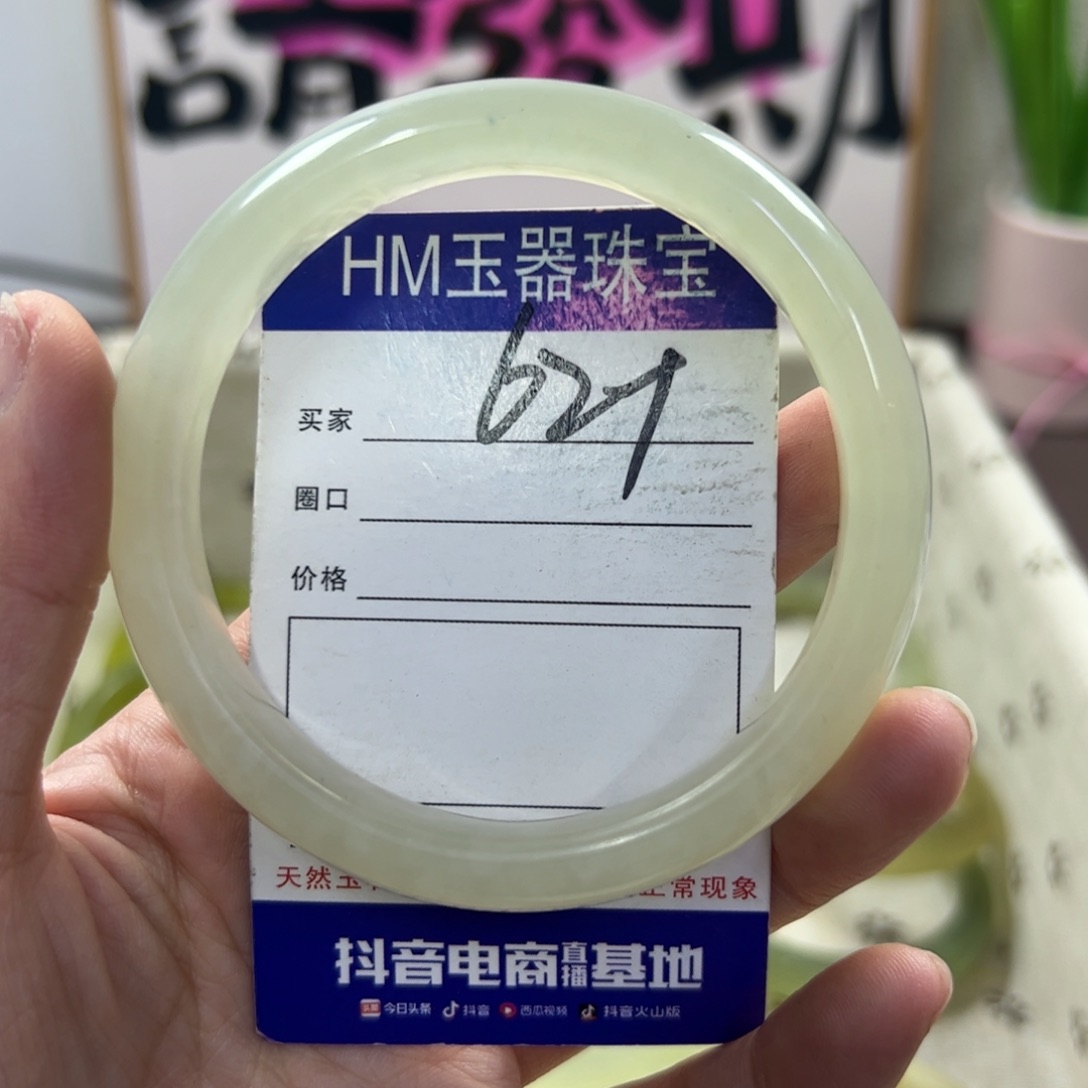 HM玉器珠宝
627
买家
圈口
价格
天然玉
正常现象
抖音电商直播基地
今日头条 抖音 西瓜视频 抖音火山版